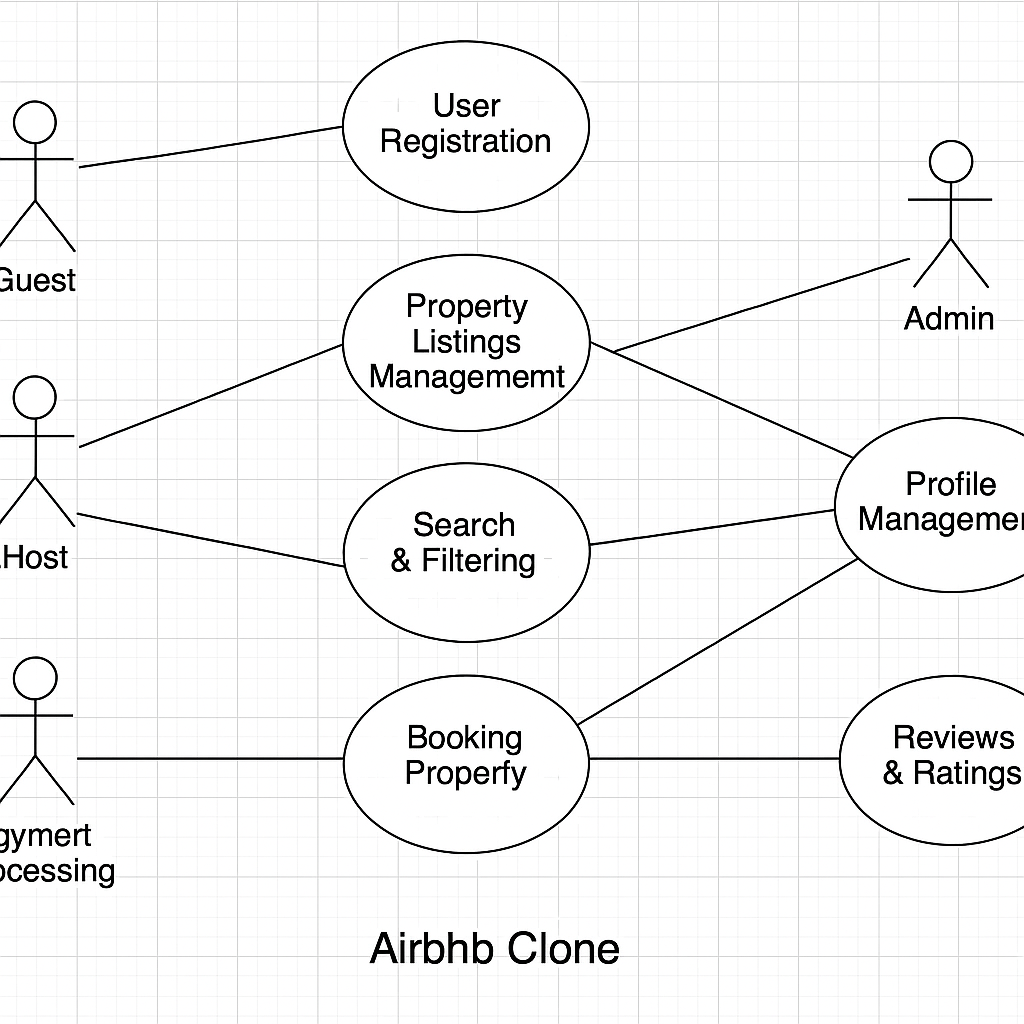 User
Registration
Guest
Admin
Property
Listings
Managememt
Profile
Managemen
Search
& Filtering
.Host
Booking
Properfy
Reviews
& Ratings
gymert
ocessing
Airbhb Clone